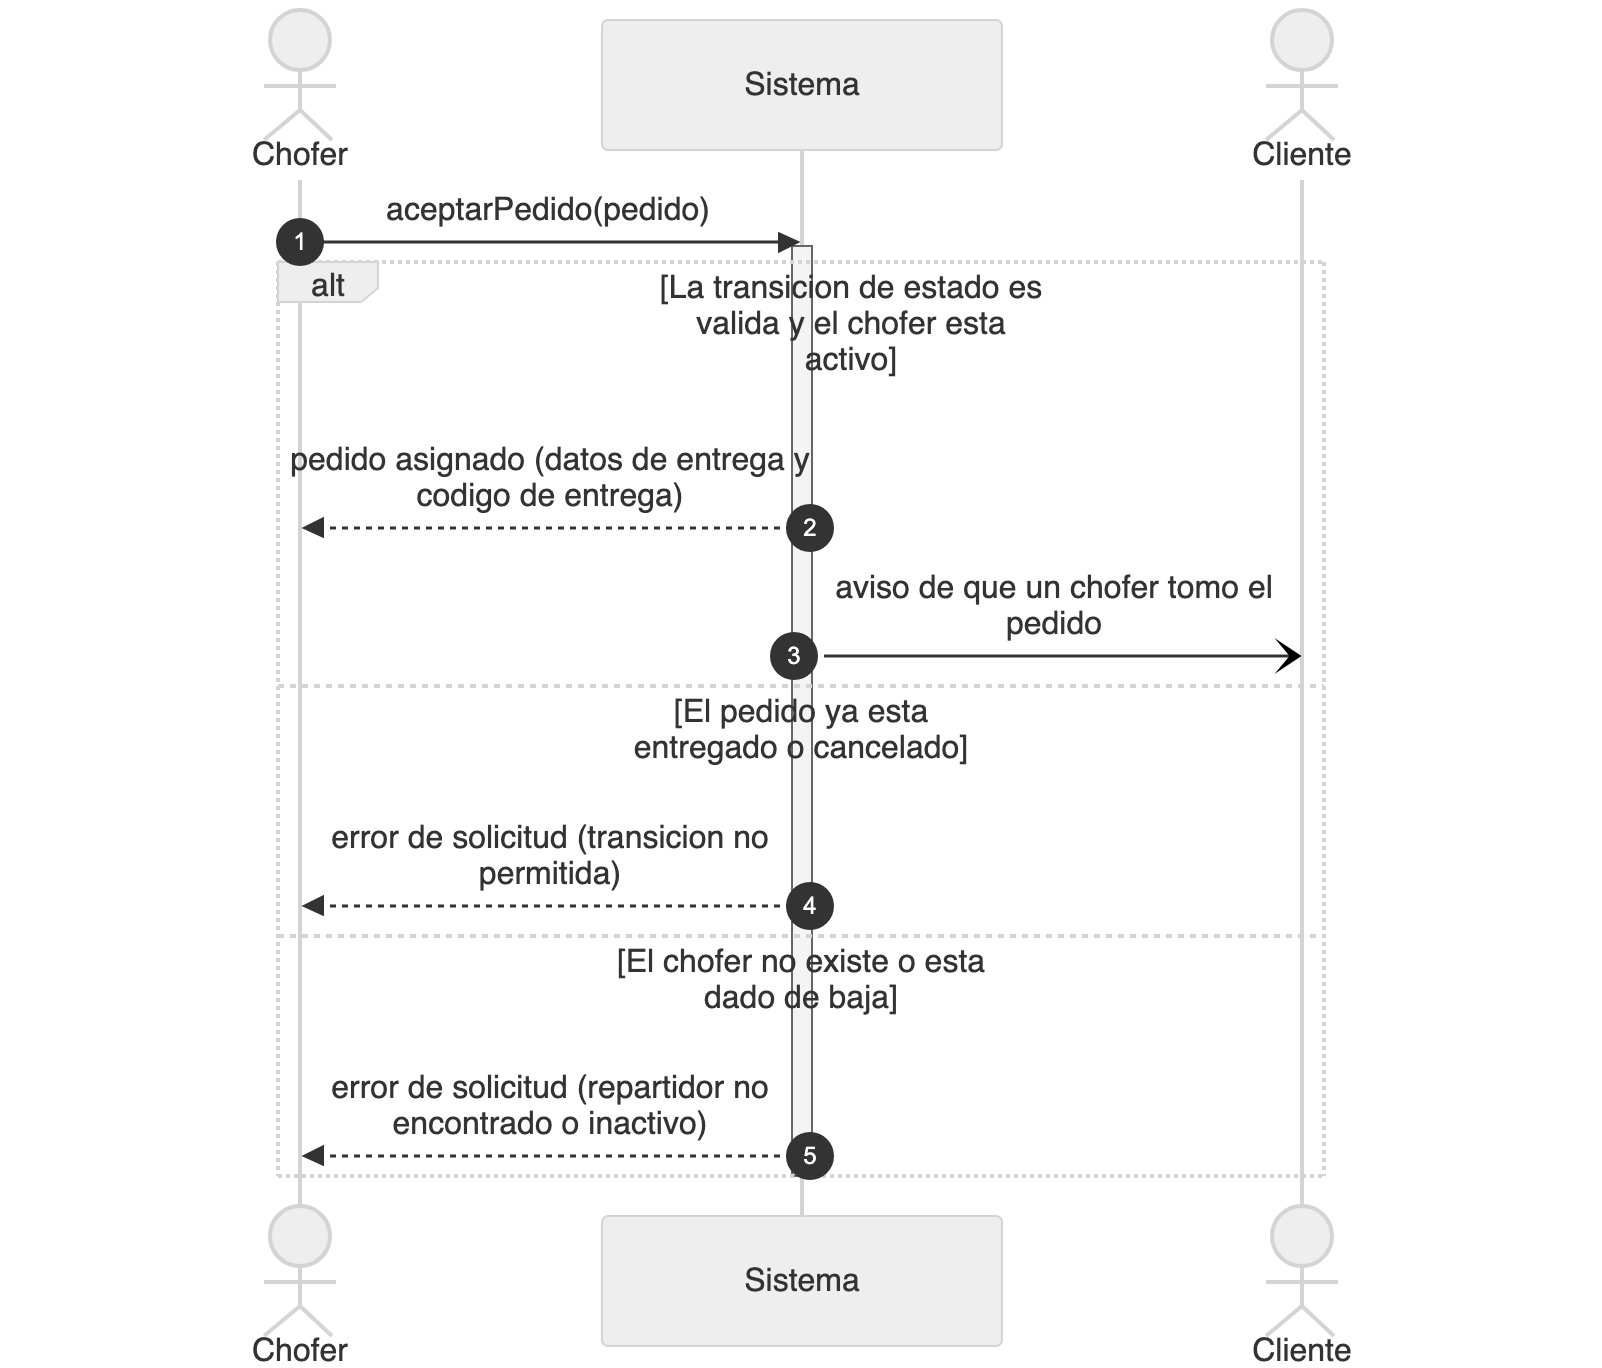 Chofer
Sistema
Cliente
aceptarPedido(pedido)
1
alt
[La transicion de estado es
valida y el chofer esta
activo]
pedido asignado (datos de entrega y
codigo de entrega)
2
aviso de que un chofer tomo el
pedido
3
[El pedido ya esta
entregado o cancelado]
error de solicitud (transicion no
permitida)
4
[El chofer no existe o esta
dado de baja]
error de solicitud (repartidor no
encontrado o inactivo)
5
Chofer
Sistema
Cliente